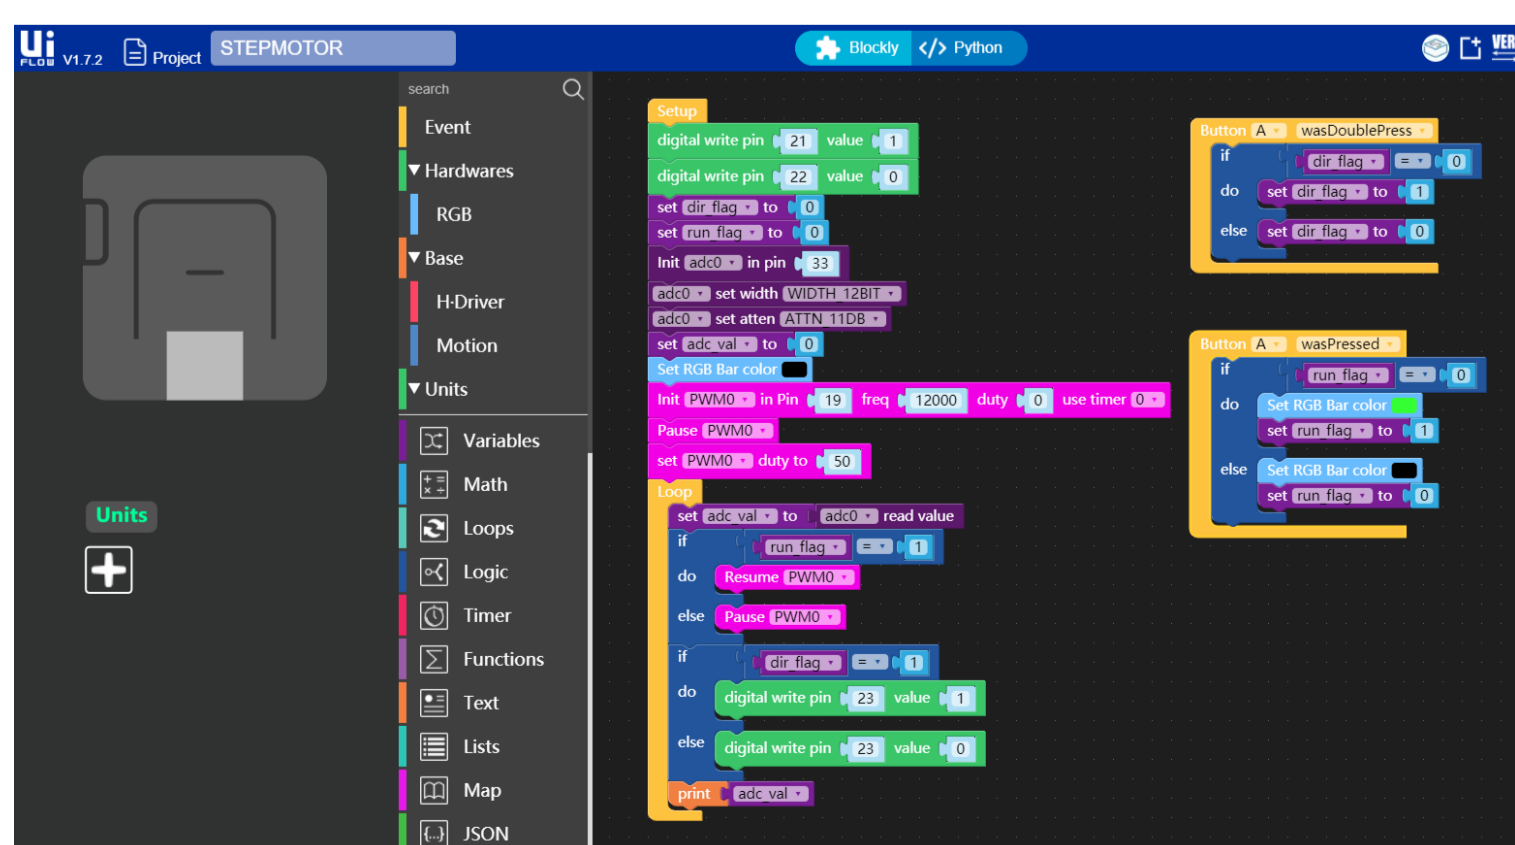 Ui FLOW V1.7.2 Project STEPMOTOR Blockly </> Python VER
search
Event
Hardwares
RGB
Base
H·Driver
Motion
Units
Variables
Math
Loops
Logic
Timer
Functions
Text
Lists
Map
JSON
Units
Setup
digital write pin 21 value 1
digital write pin 22 value 0
set dir_flag to 0
set run_flag to 0
Init adc0 in pin 33
adc0 set width WIDTH_12BIT
adc0 set atten ATTN_11DB
set adc_val to 0
Set RGB Bar color
Init PWM0 in Pin 19 freq 12000 duty 0 use timer 0
Pause PWM0
set PWM0 duty to 50
Loop
set adc_val to adc0 read value
if run_flag = 1
do Resume PWM0
else Pause PWM0
if dir_flag = 1
do digital write pin 23 value 1
else digital write pin 23 value 0
print adc_val
Button A wasDoublePress
if dir_flag = 0
do set dir_flag to 1
else set dir_flag to 0
Button A wasPressed
if run_flag = 0
do Set RGB Bar color
set run_flag to 1
else Set RGB Bar color
set run_flag to 0